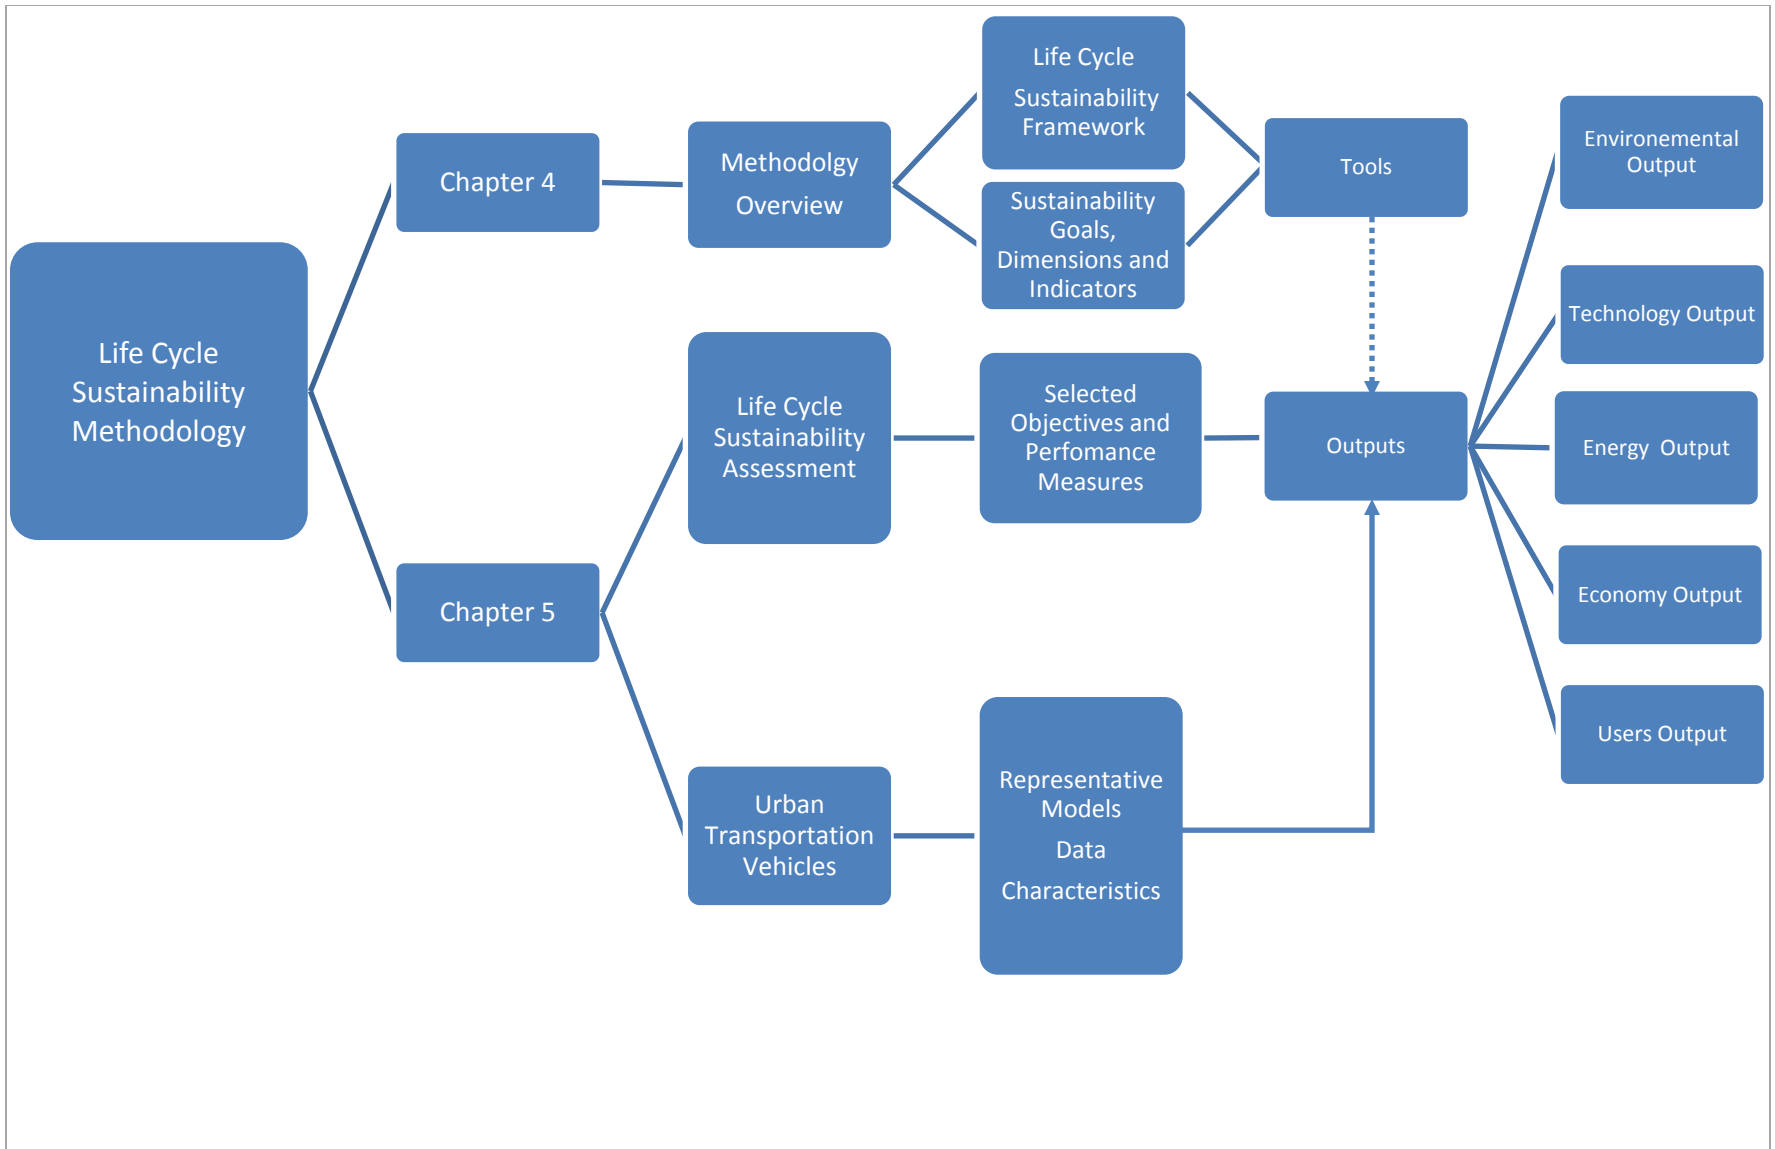 Life Cycle
Sustainability
Methodology
Chapter 4
Methodolgy
Overview
Life Cycle
Sustainability
Framework
Sustainability
Goals,
Dimensions and
Indicators
Tools
Chapter 5
Life Cycle
Sustainability
Assessment
Selected
Objectives and
Perfomance
Measures
Outputs
Urban
Transportation
Vehicles
Representative
Models
Data
Characteristics
Environemental
Output
Technology Output
Energy  Output
Economy Output
Users Output